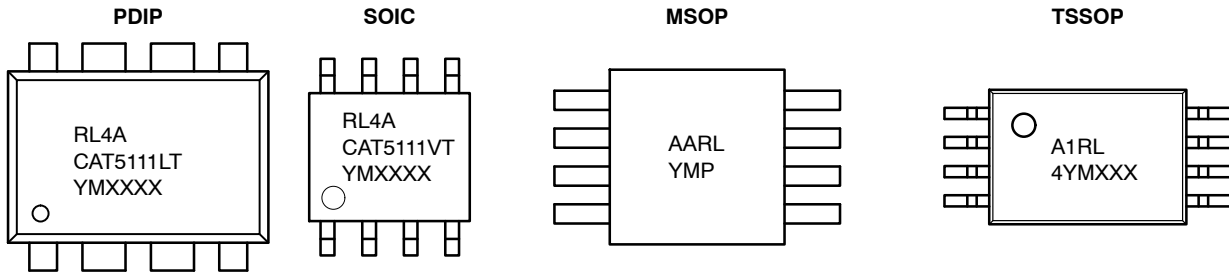 PDIP
SOIC
MSOP
TSSOP
RL4A
CAT5111LT
YMXXXX
RL4A
CAT5111VT
YMXXXX
AARL
YMP
A1RL
4YMXXX